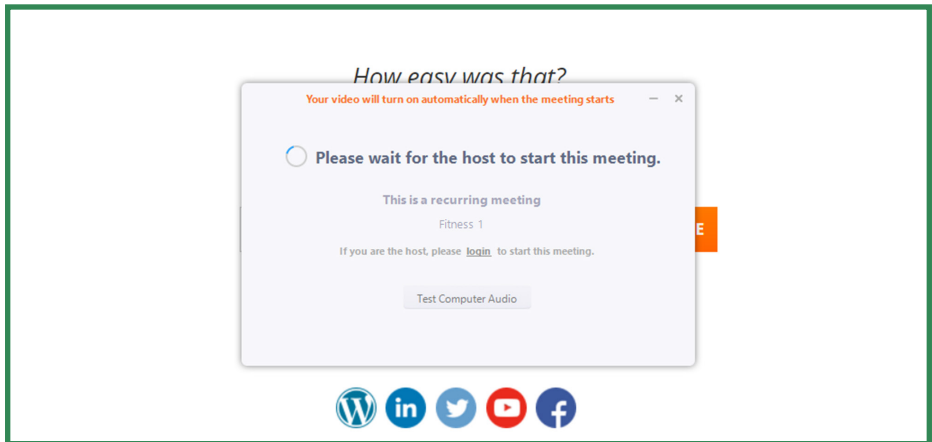 How easy was that?
Your video will turn on automatically when the meeting starts
Please wait for the host to start this meeting.
This is a recurring meeting
Fitness 1
E
If you are the host, please login to start this meeting.
Test Computer Audio
in
f